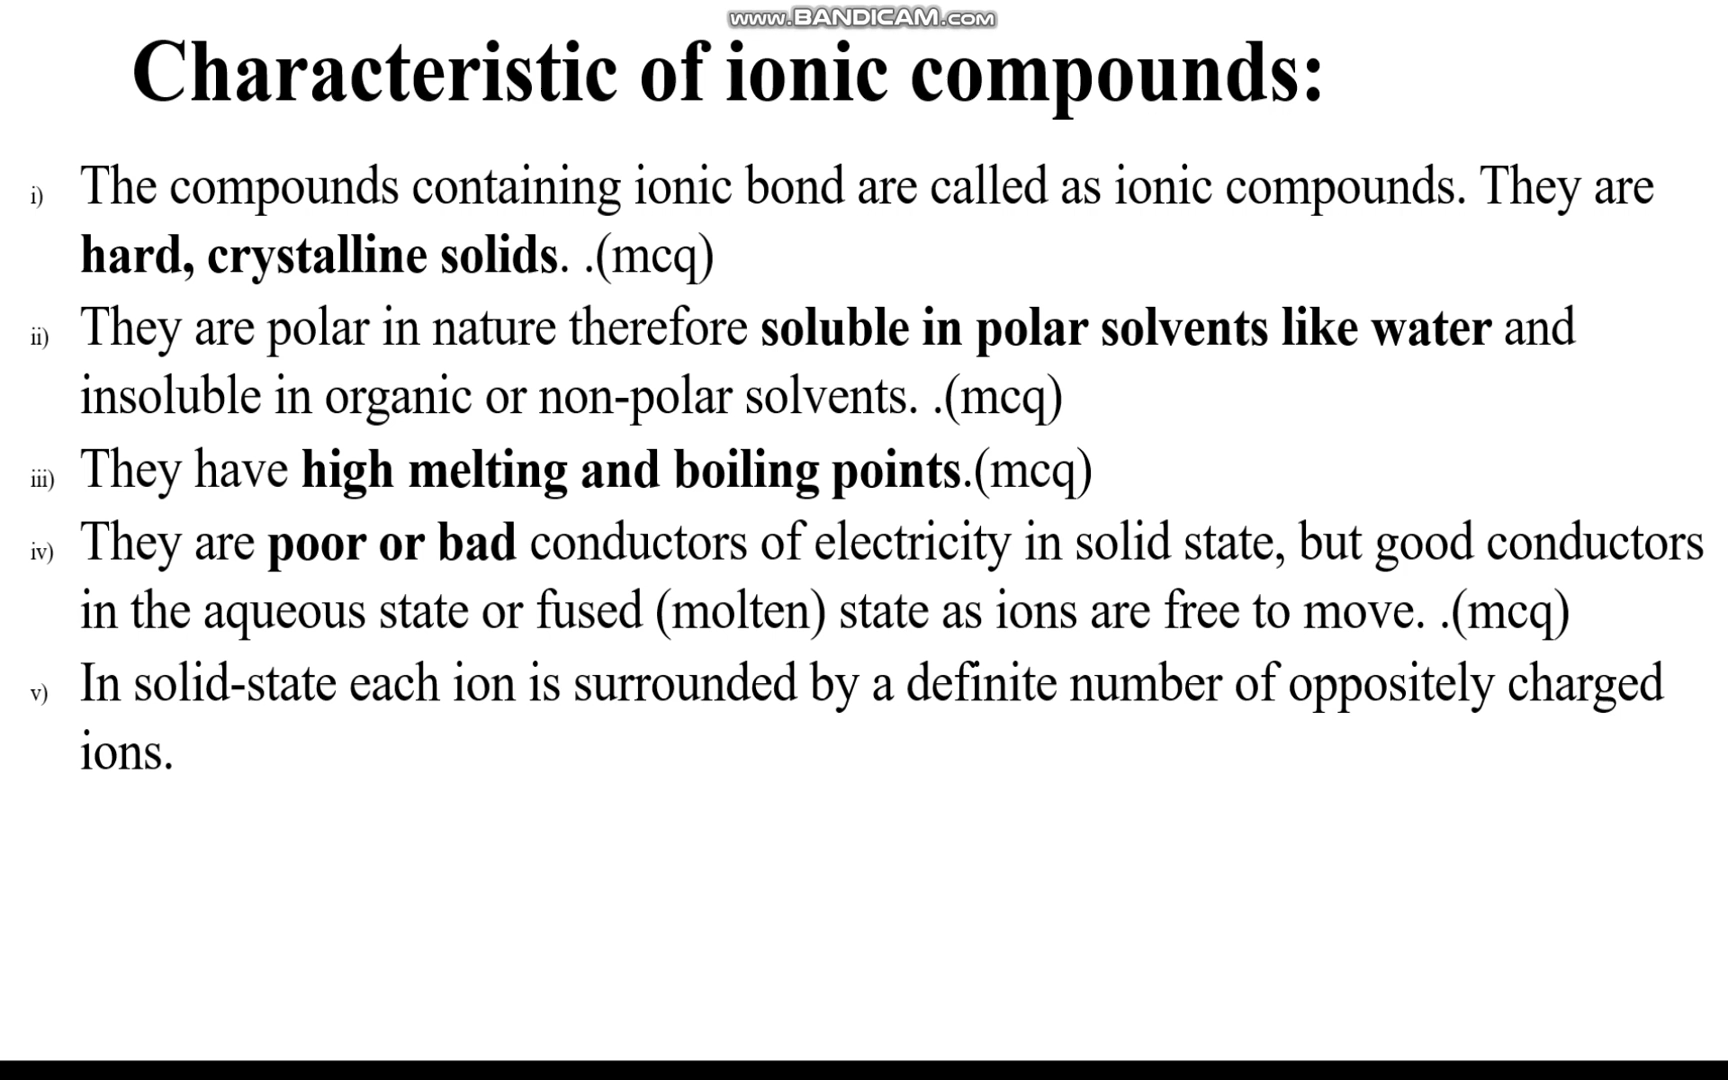 www.BANDICAM.com
Characteristic of ionic compounds:
i) The compounds containing ionic bond are called as ionic compounds. They are
hard, crystalline solids. .(mcq)
ii) They are polar in nature therefore soluble in polar solvents like water and
insoluble in organic or non-polar solvents. .(mcq)
iii) They have high melting and boiling points.(mcq)
iv) They are poor or bad conductors of electricity in solid state, but good conductors
in the aqueous state or fused (molten) state as ions are free to move. .(mcq)
v) In solid-state each ion is surrounded by a definite number of oppositely charged
ions.